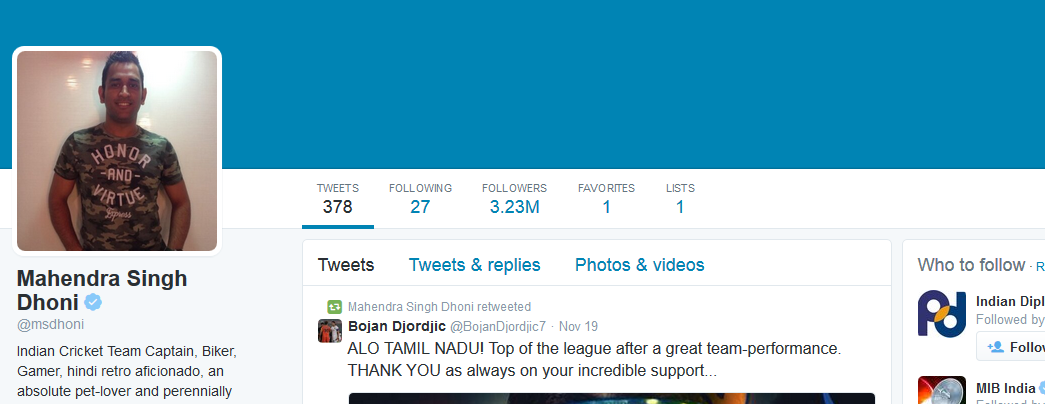 HONOR
-AND-
VIRTUE
Express
TWEETS
378
FOLLOWING
27
FOLLOWERS
3.23M
FAVORITES
1
LISTS
1
Mahendra Singh
Dhoni
@msdhoni
Indian Cricket Team Captain, Biker,
Gamer, hindi retro aficionado, an
absolute pet-lover and perennially
Tweets
Tweets & replies
Photos & videos
Mahendra Singh Dhoni retweeted
Bojan Djordjic @BojanDjordjic7 · Nov 19
ALO TAMIL NADU! Top of the league after a great team-performance.
THANK YOU as always on your incredible support...
Who to follow · R
Indian Dipl
Followed by
Follow
MIB India